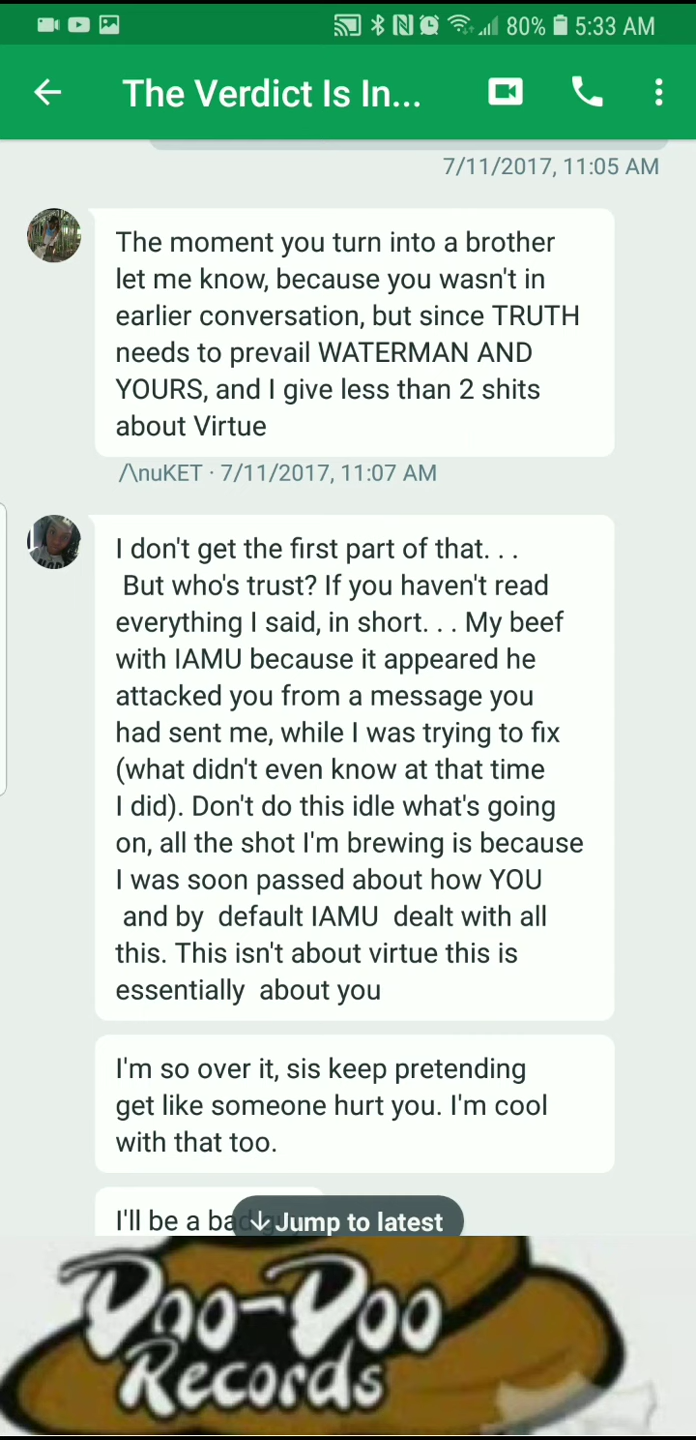 80% 5:33 AM
The Verdict Is In...
7/11/2017, 11:05 AM
The moment you turn into a brother
let me know, because you wasn't in
earlier conversation, but since TRUTH
needs to prevail WATERMAN AND
YOURS, and I give less than 2 shits
about Virtue
/\nuKET · 7/11/2017, 11:07 AM
I don't get the first part of that. . .
But who's trust? If you haven't read
everything I said, in short. . . My beef
with IAMU because it appeared he
attacked you from a message you
had sent me, while I was trying to fix
(what didn't even know at that time
I did). Don't do this idle what's going
on, all the shot I'm brewing is because
I was soon passed about how YOU
and by default IAMU dealt with all
this. This isn't about virtue this is
essentially about you
I'm so over it, sis keep pretending
get like someone hurt you. I'm cool
with that too.
I'll be a bad
Jump to latest
Doo-Doo
Records